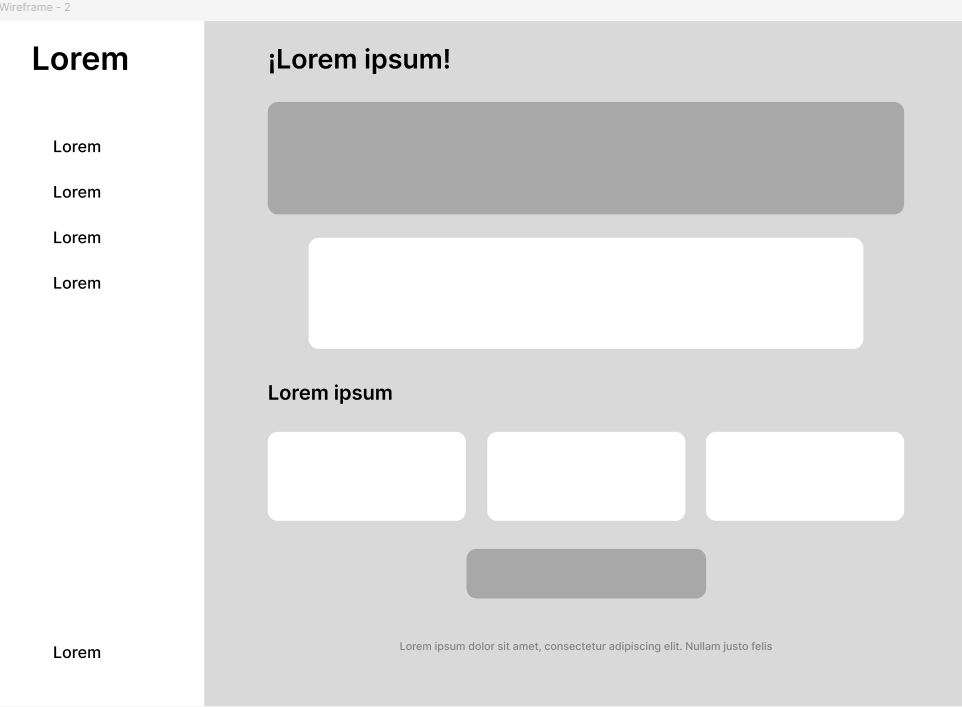 Wireframe - 2
Lorem
Lorem
Lorem
Lorem
Lorem
Lorem
¡Lorem ipsum!
Lorem ipsum
Lorem ipsum dolor sit amet, consectetur adipiscing elit. Nullam justo felis